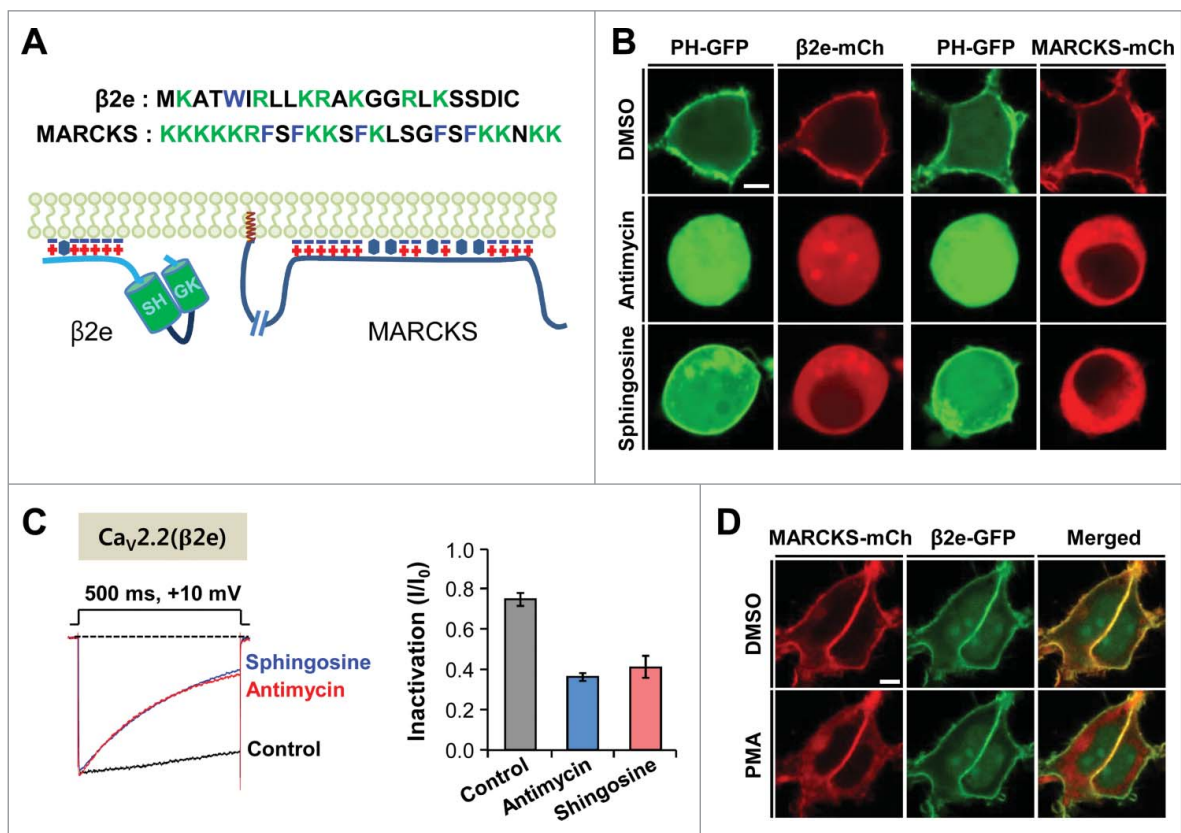 A
β2e : MKATWIRLLKRAKGGRLKSSDIC
MARCKS : KKKKKRFSFKKSFKLSGFSFKKNKK
SH
GK
β2e
MARCKS
B
PH-GFP
β2e-mCh
PH-GFP
MARCKS-mCh
DMSO
Antimycin
Sphingosine
C
CaV2.2(β2e)
500 ms, +10 mV
Sphingosine
Antimycin
Control
Inactivation (I/I0)
1.0
0.8
0.6
0.4
0.2
0.0
Control
Antimycin
Shingosine
D
MARCKS-mCh
β2e-GFP
Merged
DMSO
PMA